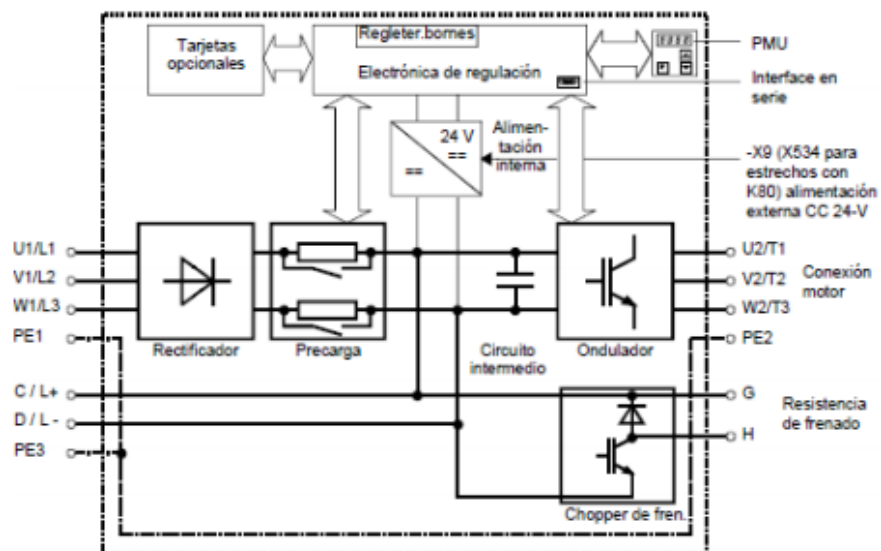 Tarjetas
opcionales
Regleter.bornes
Electrónica de regulación
PMU
P
Interface en
serie
24 V
==
==
Alimen-
tación
interna
-X9 (X534 para
estrechos con
K80) alimentación
externa CC 24-V
U1/L1
V1/L2
W1/L3
PE1
Rectificador
Precarga
Circuito
intermedio
Ondulador
U2/T1
V2/T2
W2/T3
PE2
Conexión
motor
C / L+
D / L -
PE3
G
H
Resistencia
de frenado
Chopper de fren.